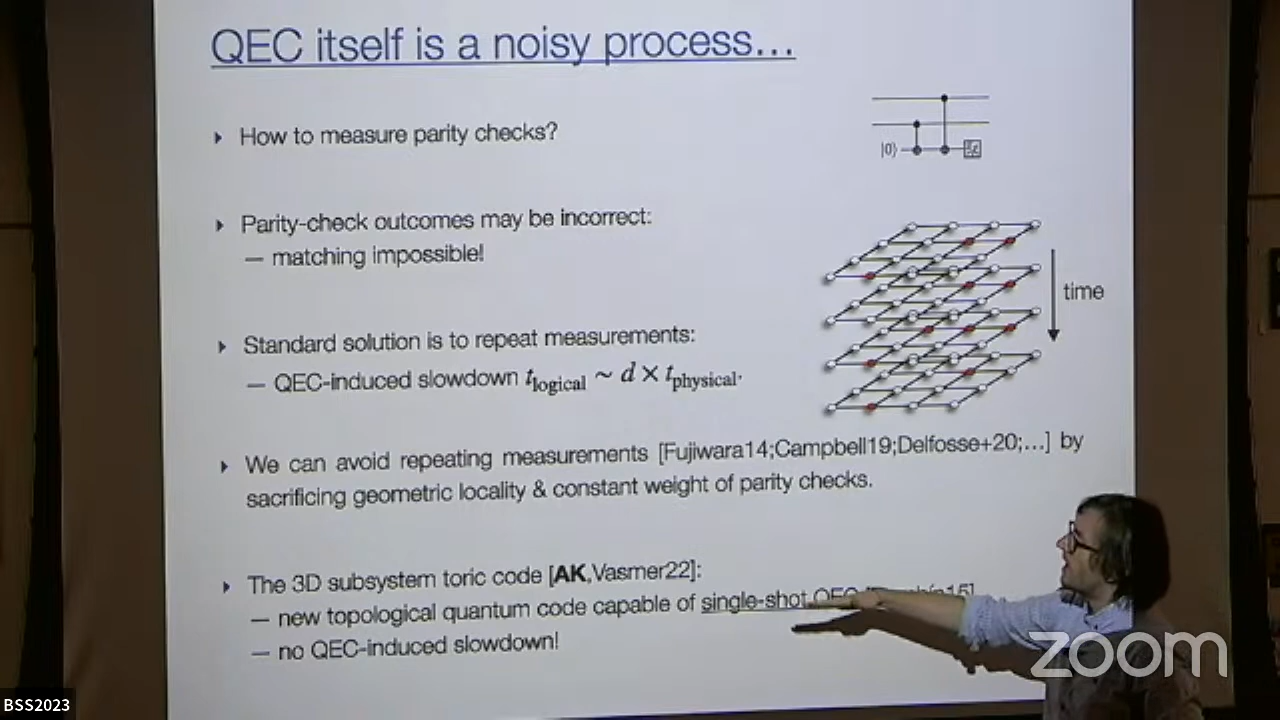 QEC itself is a noisy process…
▸ How to measure parity checks?
|0⟩
▸ Parity-check outcomes may be incorrect:
— matching impossible!
time
▸ Standard solution is to repeat measurements:
— QEC-induced slowdown t_logical ~ d × t_physical.
▸ We can avoid repeating measurements [Fujiwara14;Campbell19;Delfosse+20;…] by
sacrificing geometric locality & constant weight of parity checks.
▸ The 3D subsystem toric code [AK,Vasmer22]:
— new topological quantum code capable of single-shot QEC
— no QEC-induced slowdown!
zoom
BSS2023